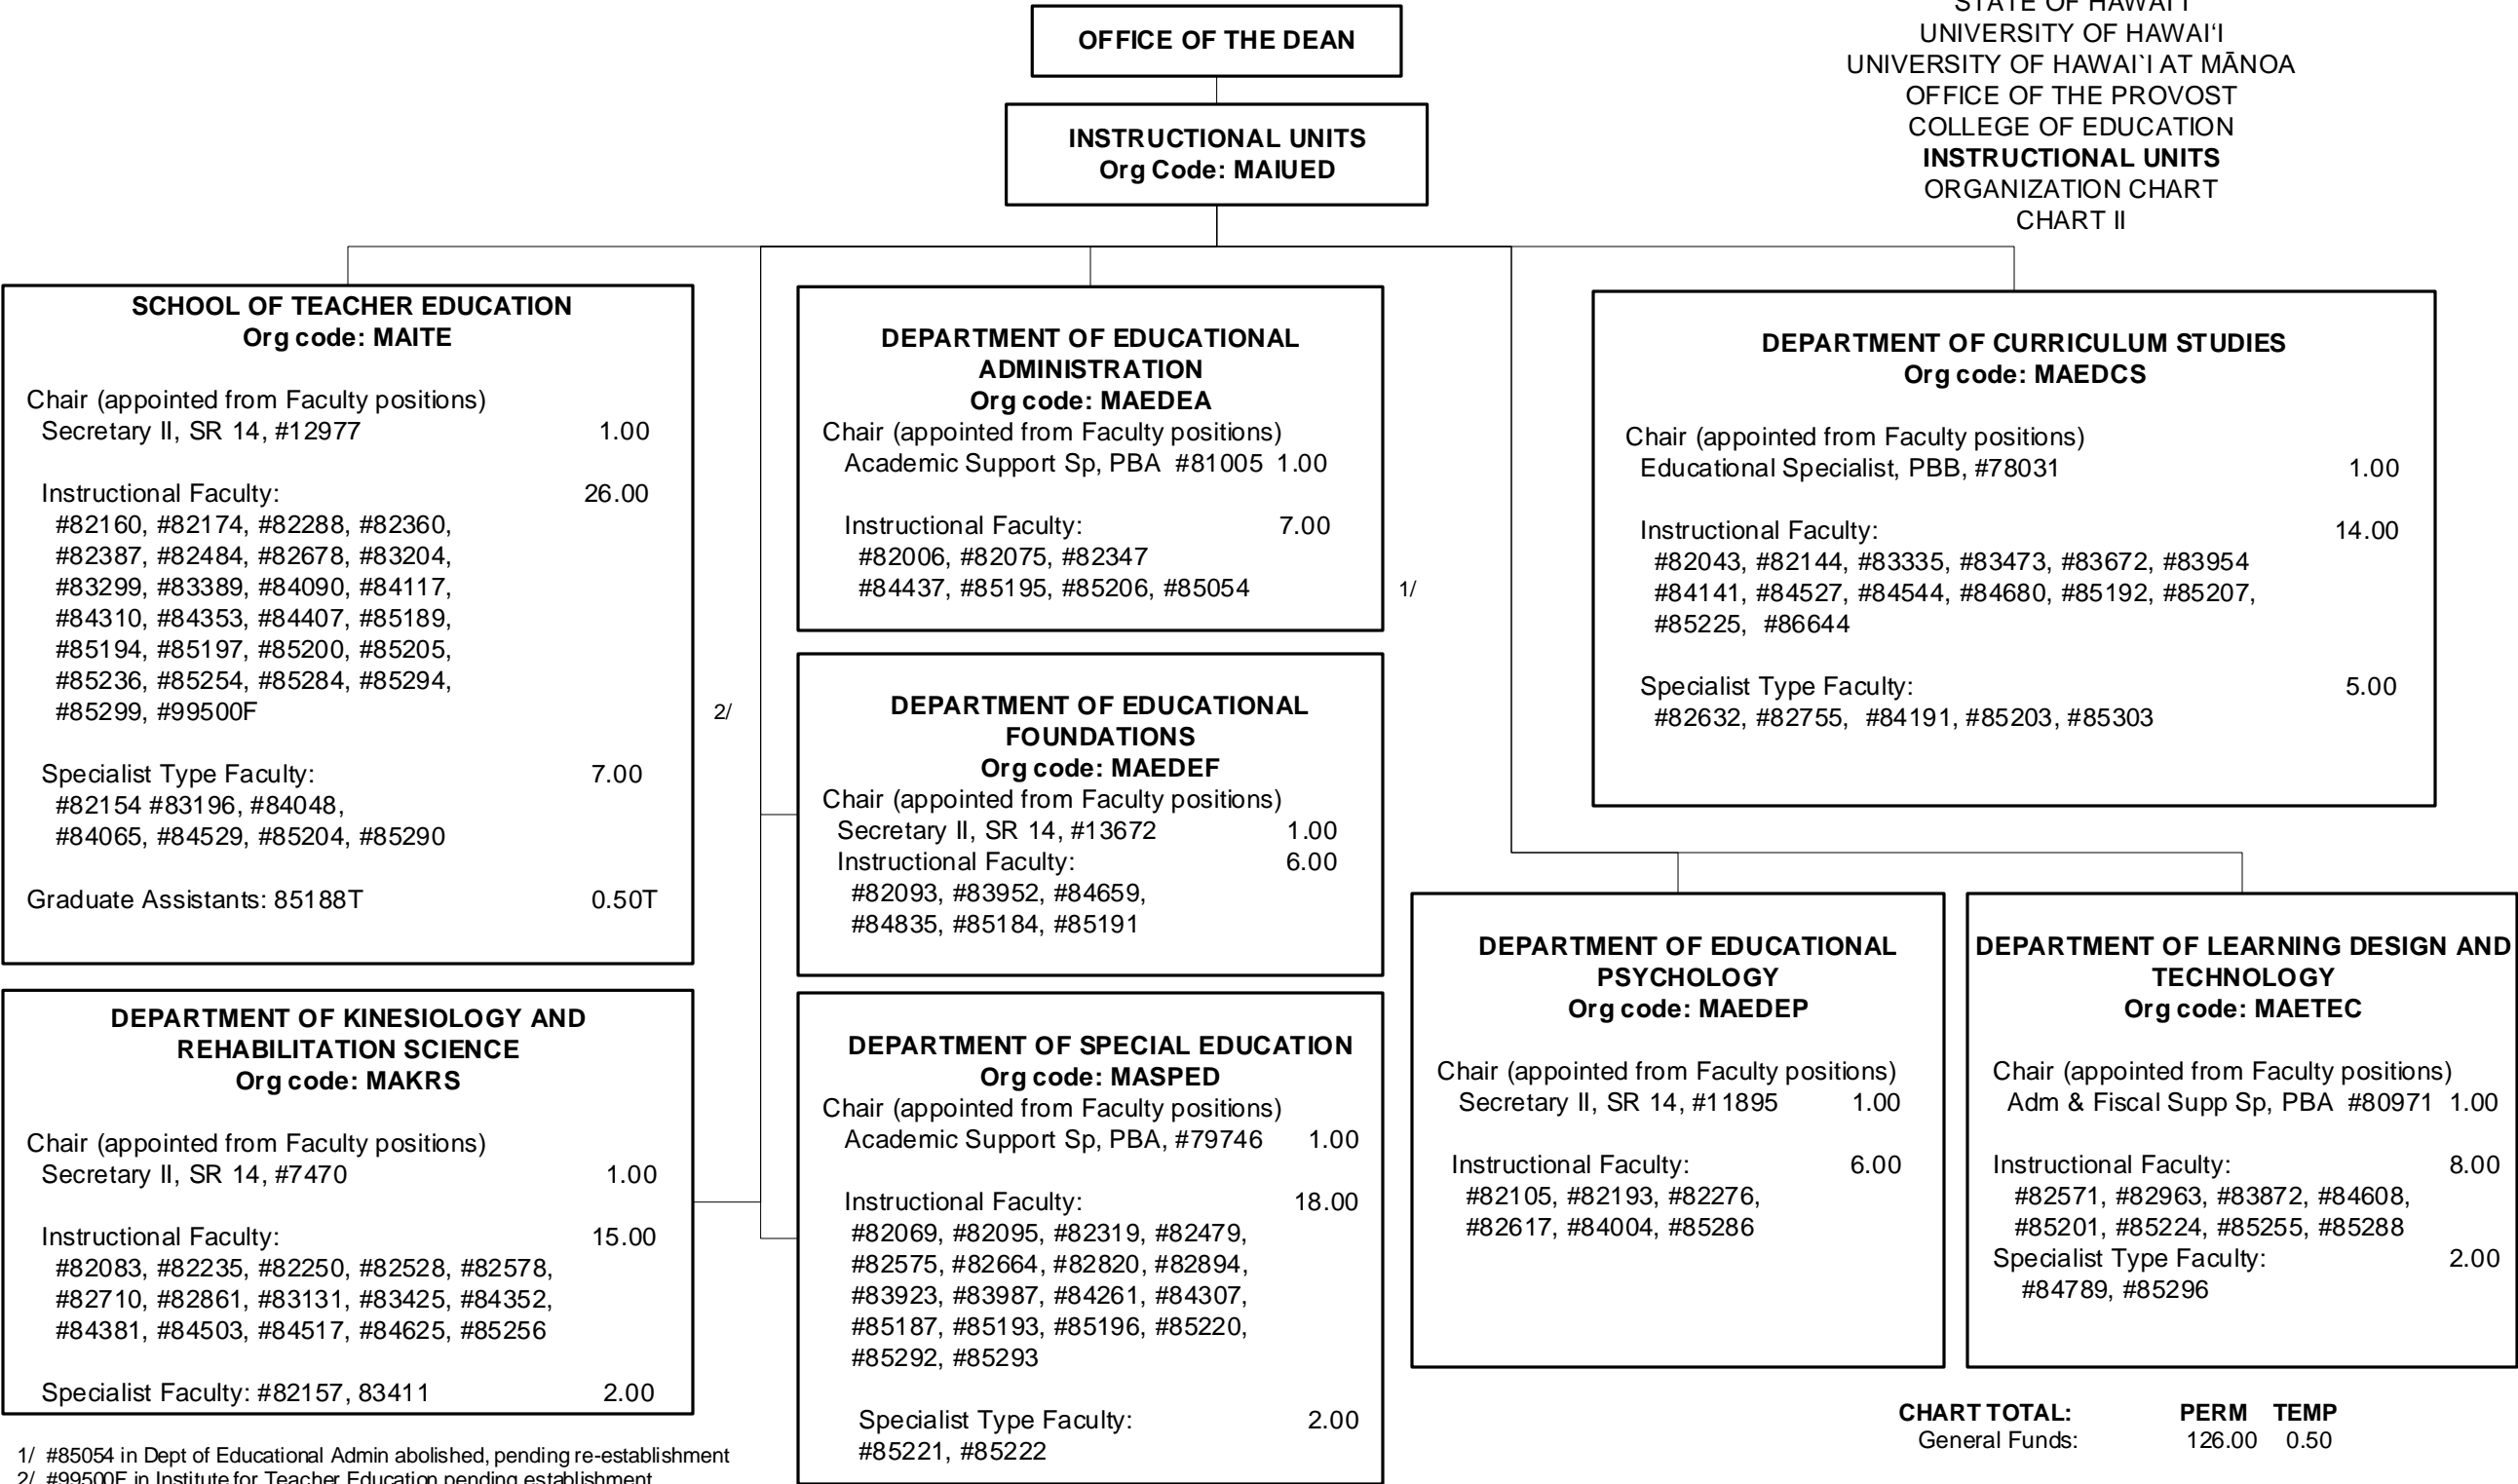 OFFICE OF THE DEAN
INSTRUCTIONAL UNITS
Org Code: MAIUED
STATE OF HAWAI'I
UNIVERSITY OF HAWAI‘I
UNIVERSITY OF HAWAI`I AT MĀNOA
OFFICE OF THE PROVOST
COLLEGE OF EDUCATION
INSTRUCTIONAL UNITS
ORGANIZATION CHART
CHART II
SCHOOL OF TEACHER EDUCATION
Org code: MAITE
Chair (appointed from Faculty positions)
Secretary II, SR 14, #12977 1.00
Instructional Faculty: 26.00
#82160, #82174, #82288, #82360,
#82387, #82484, #82678, #83204,
#83299, #83389, #84090, #84117,
#84310, #84353, #84407, #85189,
#85194, #85197, #85200, #85205,
#85236, #85254, #85284, #85294,
#85299, #99500F 2/
Specialist Type Faculty: 7.00
#82154 #83196, #84048,
#84065, #84529, #85204, #85290
Graduate Assistants: 85188T 0.50T
DEPARTMENT OF KINESIOLOGY AND
REHABILITATION SCIENCE
Org code: MAKRS
Chair (appointed from Faculty positions)
Secretary II, SR 14, #7470 1.00
Instructional Faculty: 15.00
#82083, #82235, #82250, #82528, #82578,
#82710, #82861, #83131, #83425, #84352,
#84381, #84503, #84517, #84625, #85256
Specialist Faculty: #82157, 83411 2.00
DEPARTMENT OF EDUCATIONAL
ADMINISTRATION
Org code: MAEDEA
Chair (appointed from Faculty positions)
Academic Support Sp, PBA #81005 1.00
Instructional Faculty: 7.00
#82006, #82075, #82347
#84437, #85195, #85206, #85054 1/
DEPARTMENT OF EDUCATIONAL
FOUNDATIONS
Org code: MAEDEF
Chair (appointed from Faculty positions)
Secretary II, SR 14, #13672 1.00
Instructional Faculty: 6.00
#82093, #83952, #84659,
#84835, #85184, #85191
DEPARTMENT OF SPECIAL EDUCATION
Org code: MASPED
Chair (appointed from Faculty positions)
Academic Support Sp, PBA, #79746 1.00
Instructional Faculty: 18.00
#82069, #82095, #82319, #82479,
#82575, #82664, #82820, #82894,
#83923, #83987, #84261, #84307,
#85187, #85193, #85196, #85220,
#85292, #85293
Specialist Type Faculty: 2.00
#85221, #85222
DEPARTMENT OF CURRICULUM STUDIES
Org code: MAEDCS
Chair (appointed from Faculty positions)
Educational Specialist, PBB, #78031 1.00
Instructional Faculty: 14.00
#82043, #82144, #83335, #83473, #83672, #83954
#84141, #84527, #84544, #84680, #85192, #85207,
#85225, #86644
Specialist Type Faculty: 5.00
#82632, #82755, #84191, #85203, #85303
DEPARTMENT OF EDUCATIONAL
PSYCHOLOGY
Org code: MAEDEP
Chair (appointed from Faculty positions)
Secretary II, SR 14, #11895 1.00
Instructional Faculty: 6.00
#82105, #82193, #82276,
#82617, #84004, #85286
DEPARTMENT OF LEARNING DESIGN AND
TECHNOLOGY
Org code: MAETEC
Chair (appointed from Faculty positions)
Adm & Fiscal Supp Sp, PBA #80971 1.00
Instructional Faculty: 8.00
#82571, #82963, #83872, #84608,
#85201, #85224, #85255, #85288
Specialist Type Faculty: 2.00
#84789, #85296
CHART TOTAL: PERM TEMP
General Funds: 126.00 0.50
1/ #85054 in Dept of Educational Admin abolished, pending re-establishment
2/ #99500F in Institute for Teacher Education pending establishment